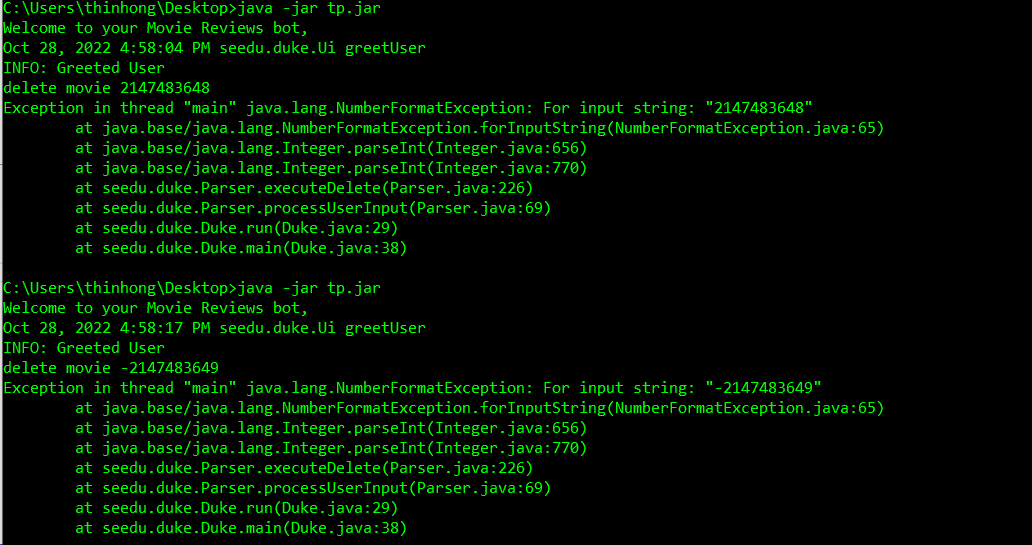 C:\Users\thinhong\Desktop>java -jar tp.jar
Welcome to your Movie Reviews bot,
Oct 28, 2022 4:58:04 PM seedu.duke.Ui greetUser
INFO: Greeted User
delete movie 2147483648
Exception in thread "main" java.lang.NumberFormatException: For input string: "2147483648"
        at java.base/java.lang.NumberFormatException.forInputString(NumberFormatException.java:65)
        at java.base/java.lang.Integer.parseInt(Integer.java:656)
        at java.base/java.lang.Integer.parseInt(Integer.java:770)
        at seedu.duke.Parser.executeDelete(Parser.java:226)
        at seedu.duke.Parser.processUserInput(Parser.java:69)
        at seedu.duke.Duke.run(Duke.java:29)
        at seedu.duke.Duke.main(Duke.java:38)
C:\Users\thinhong\Desktop>java -jar tp.jar
Welcome to your Movie Reviews bot,
Oct 28, 2022 4:58:17 PM seedu.duke.Ui greetUser
INFO: Greeted User
delete movie -2147483649
Exception in thread "main" java.lang.NumberFormatException: For input string: "-2147483649"
        at java.base/java.lang.NumberFormatException.forInputString(NumberFormatException.java:65)
        at java.base/java.lang.Integer.parseInt(Integer.java:656)
        at java.base/java.lang.Integer.parseInt(Integer.java:770)
        at seedu.duke.Parser.executeDelete(Parser.java:226)
        at seedu.duke.Parser.processUserInput(Parser.java:69)
        at seedu.duke.Duke.run(Duke.java:29)
        at seedu.duke.Duke.main(Duke.java:38)